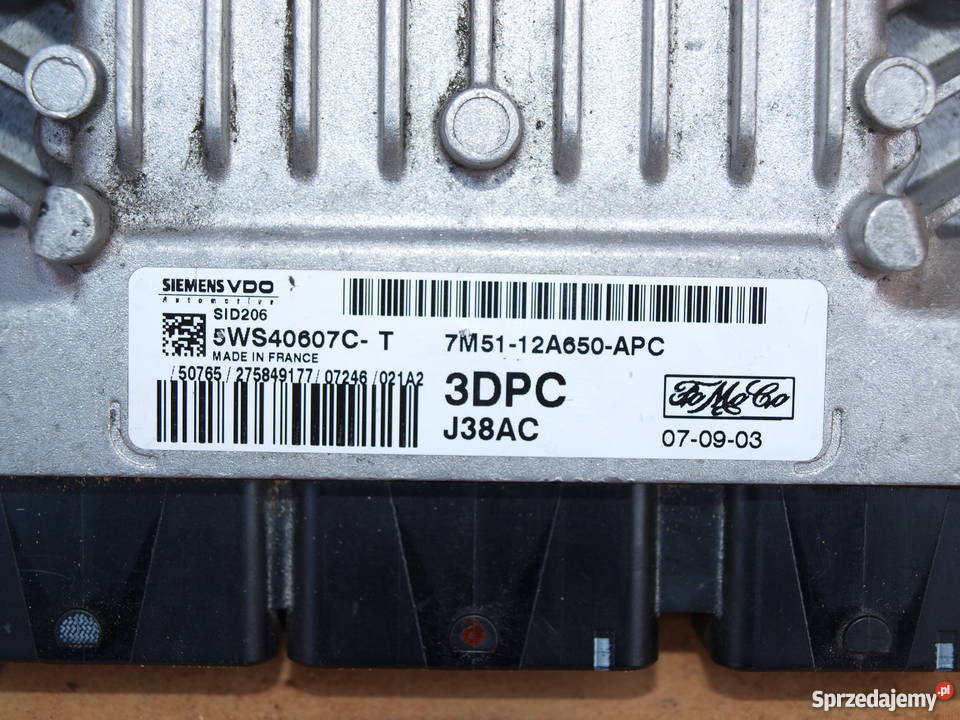 SIEMENS VDO
Automotive
SID206
5WS40607C- T
MADE IN FRANCE
/50765/275849177/07246/021A2
7M51-12A650-APC
3DPC
J38AC
FoMoCo
07-09-03
Sprzedajemy.pl